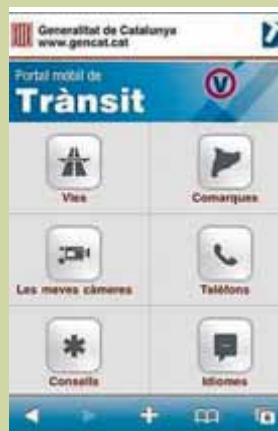 Generalitat de Catalunya
www.gencat.cat
Portal mòbil de
Trànsit
V
Vies
Comarques
Les meves càmeres
Telèfons
Consells
Idiomes